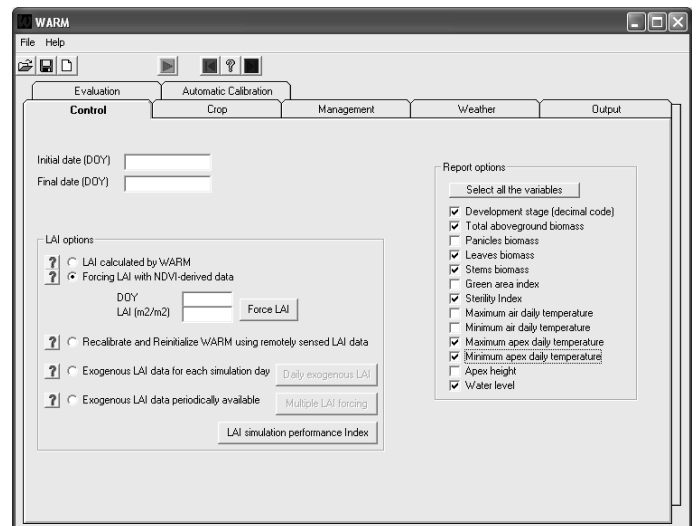 WARM
File Help
Evaluation Automatic Calibration
Control Crop Management Weather Output
Initial date (DOY)
Final date (DOY)
LAI options
? LAI calculated by WARM
? Forcing LAI with NDVI-derived data
DOY
LAI (m2/m2)
Force LAI
? Recalibrate and Reinitialize WARM using remotely sensed LAI data
? Exogenous LAI data for each simulation day Daily exogenous LAI
? Exogenous LAI data periodically available Multiple LAI forcing
LAI simulation performance Index
Report options
Select all the variables
Development stage (decimal code)
Total aboveground biomass
Panicles biomass
Leaves biomass
Stems biomass
Green area index
Sterility Index
Maximum air daily temperature
Minimum air daily temperature
Maximum apex daily temperature
Minimum apex daily temperature
Apex height
Water level